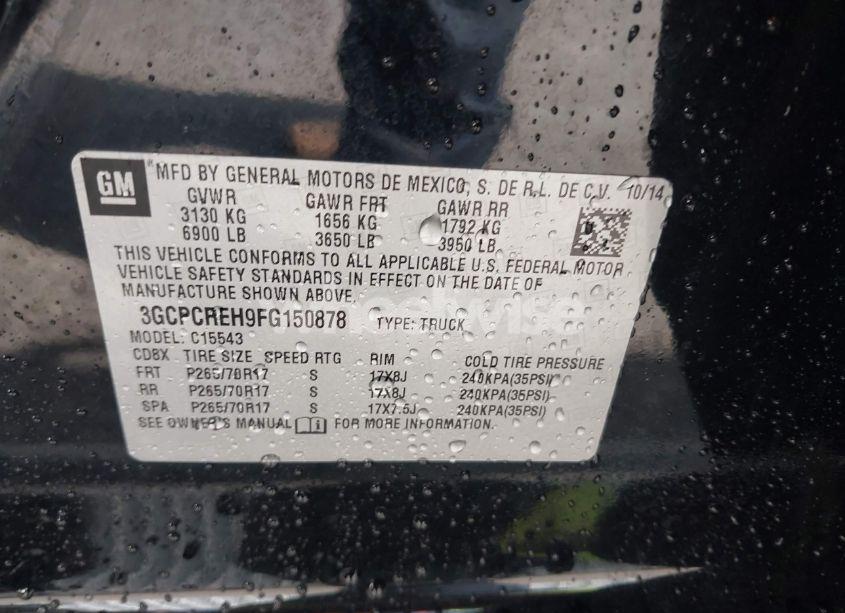 GM
® MFD BY GENERAL MOTORS DE MEXICO, S. DE R.L. DE C.V. 10/14
GVWR GAWR FRT GAWR RR
3130 KG 1656 KG 1792 KG
6900 LB 3650 LB 3950 LB
THIS VEHICLE CONFORMS TO ALL APPLICABLE U.S. FEDERAL MOTOR
VEHICLE SAFETY STANDARDS IN EFFECT ON THE DATE OF
MANUFACTURE SHOWN ABOVE.
3GCPCREH9FG150878 TYPE: TRUCK
MODEL: C15543
CD8X TIRE SIZE SPEED RTG RIM COLD TIRE PRESSURE
FRT P265/70R17 S 17X8J 240KPA(35PSI)
RR P265/70R17 S 17X8J 240KPA(35PSI)
SPA P265/70R17 S 17X7.5J 240KPA(35PSI)
SEE OWNER'S MANUAL FOR MORE INFORMATION.